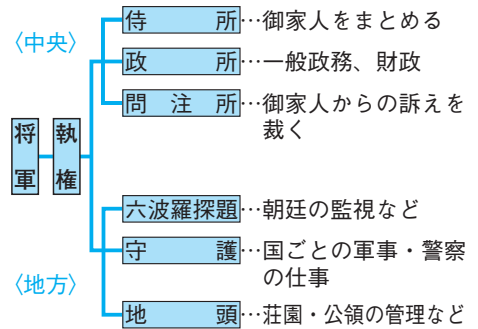 〈中央〉
将軍
執権
侍所…御家人をまとめる
政所…一般政務、財政
問注所…御家人からの訴えを
裁く
六波羅探題…朝廷の監視など
守護…国ごとの軍事・警察
の仕事
地頭…荘園・公領の管理など
〈地方〉